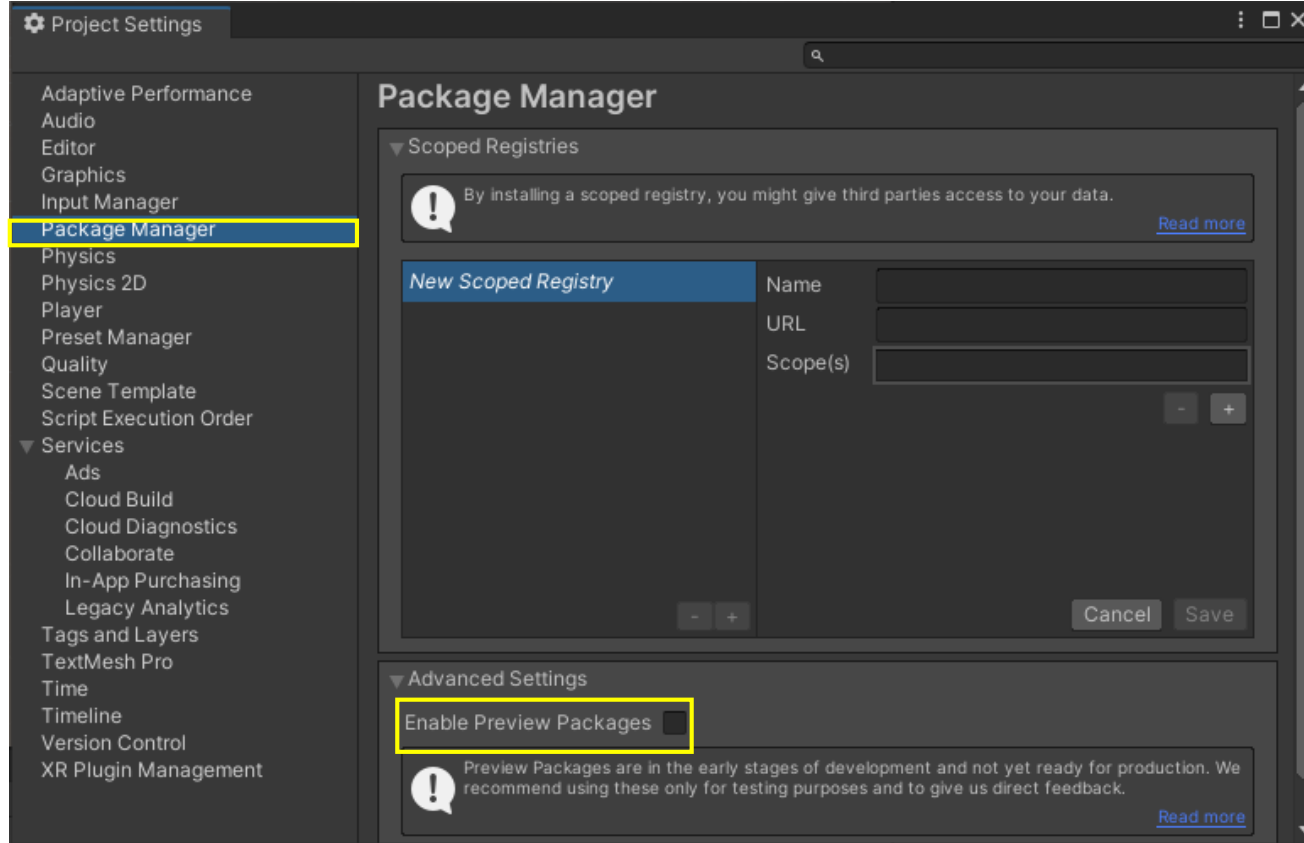 Project Settings
Adaptive Performance
Audio
Editor
Graphics
Input Manager
Package Manager
Physics
Physics 2D
Player
Preset Manager
Quality
Scene Template
Script Execution Order
Services
Ads
Cloud Build
Cloud Diagnostics
Collaborate
In-App Purchasing
Legacy Analytics
Tags and Layers
TextMesh Pro
Time
Timeline
Version Control
XR Plugin Management
Package Manager
Scoped Registries
By installing a scoped registry, you might give third parties access to your data.
Read more
New Scoped Registry
Name
URL
Scope(s)
- +
- +
Cancel Save
Advanced Settings
Enable Preview Packages
Preview Packages are in the early stages of development and not yet ready for production. We
recommend using these only for testing purposes and to give us direct feedback.
Read more